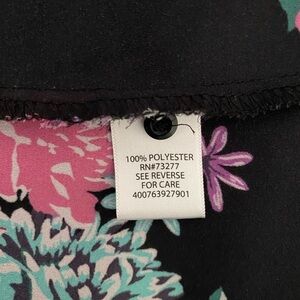 100% POLYESTER
RN#73277
SEE REVERSE
FOR CARE
400763927901